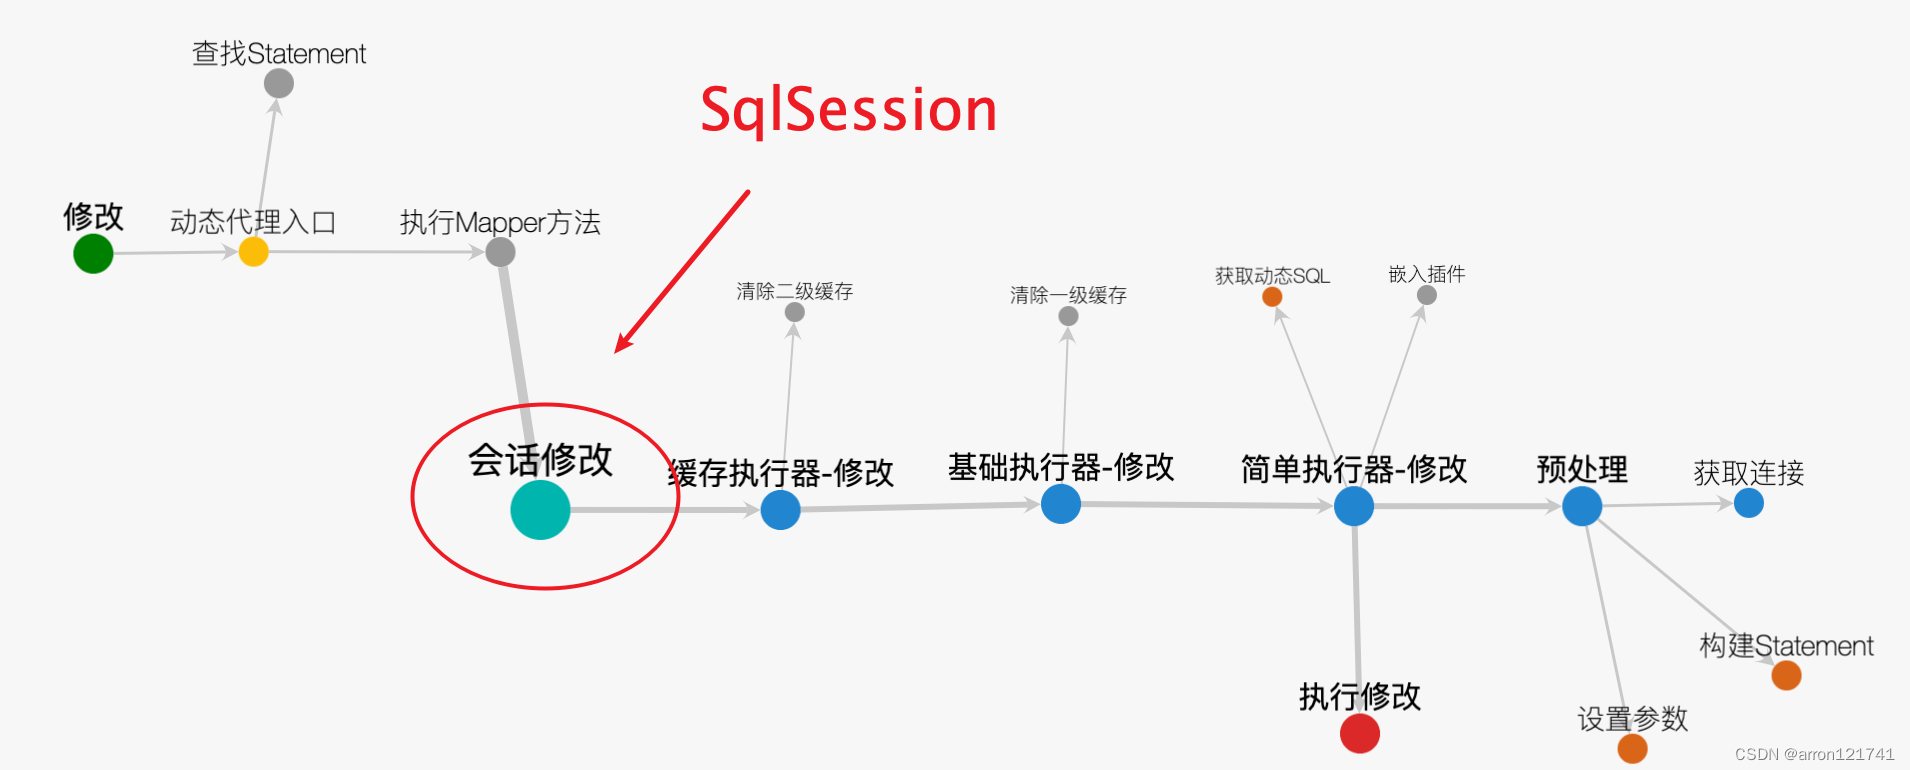 查找Statement
SqlSession
修改
动态代理入口
执行Mapper方法
清除二级缓存
清除一级缓存
获取动态SQL
嵌入插件
会话修改
缓存执行器-修改
基础执行器-修改
简单执行器-修改
预处理
获取连接
构建Statement
执行修改
设置参数
CSDN @arron121741